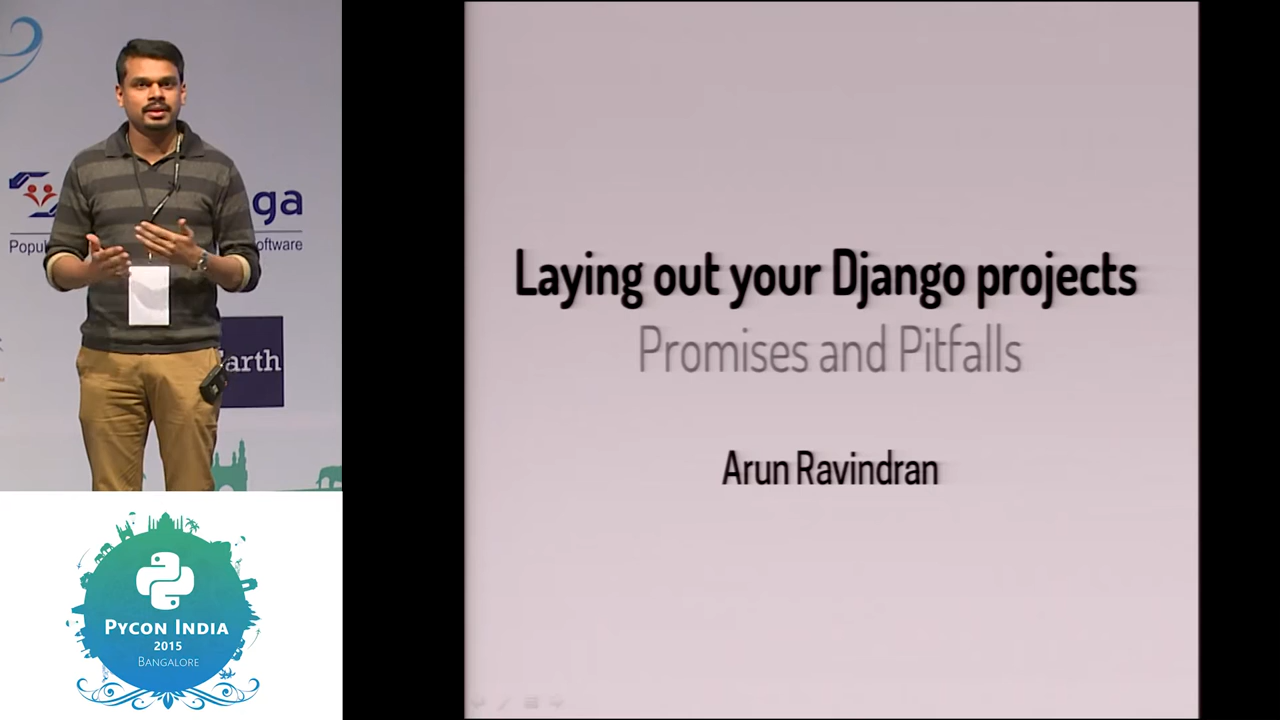 ga
Popul
oftware
arth
Laying out your Django projects
Promises and Pitfalls
Arun Ravindran
PYCON INDIA
2015
BANGALORE